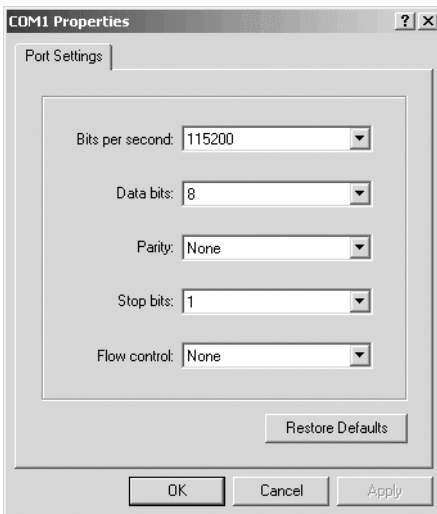 COM1 Properties
Port Settings
Bits per second: 115200
Data bits: 8
Parity: None
Stop bits: 1
Flow control: None
Restore Defaults
OK Cancel Apply